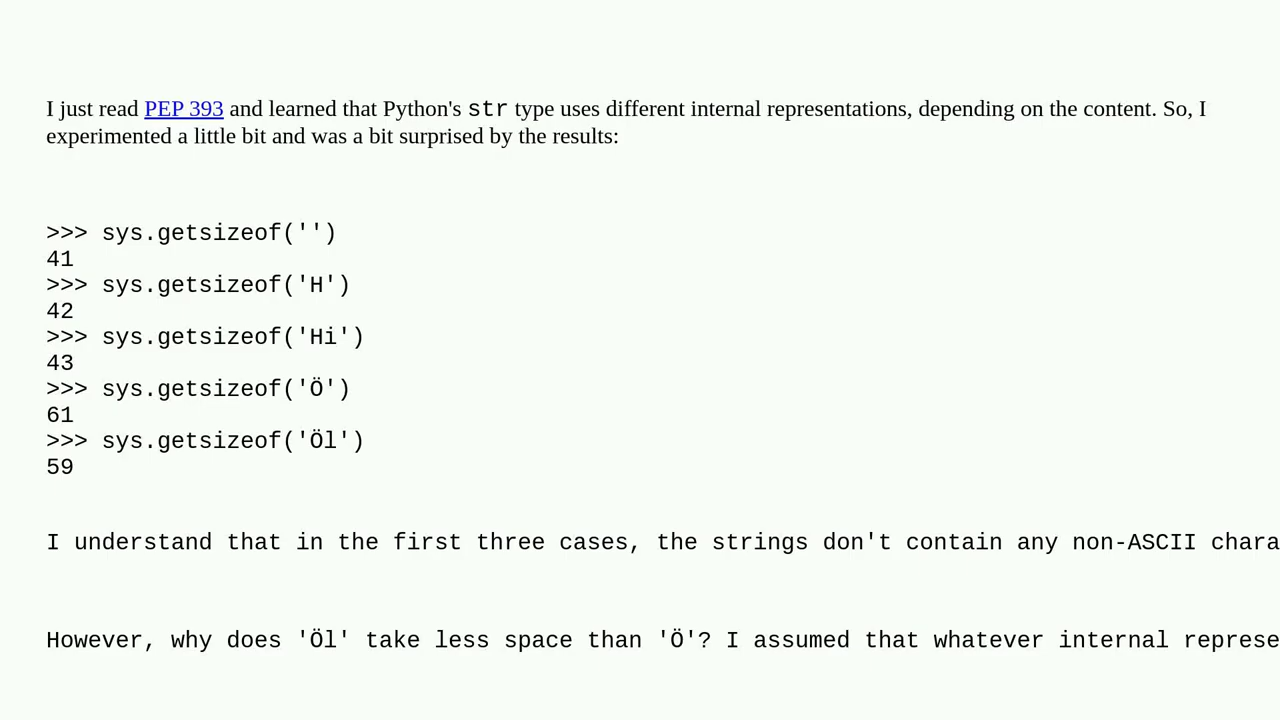 I just read PEP 393 and learned that Python's str type uses different internal representations, depending on the content. So, I
experimented a little bit and was a bit surprised by the results:
>>> sys.getsizeof('')
41
>>> sys.getsizeof('H')
42
>>> sys.getsizeof('Hi')
43
>>> sys.getsizeof('Ö')
61
>>> sys.getsizeof('Öl')
59
I understand that in the first three cases, the strings don't contain any non-ASCII chara
However, why does 'Öl' take less space than 'Ö'? I assumed that whatever internal represe